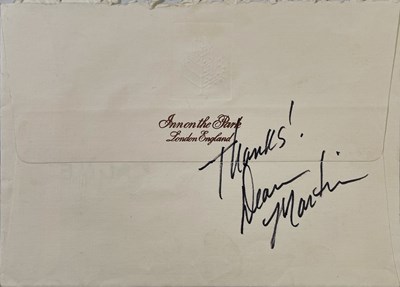 Inn on the Park
London England
Thanks!
Dean
Martin